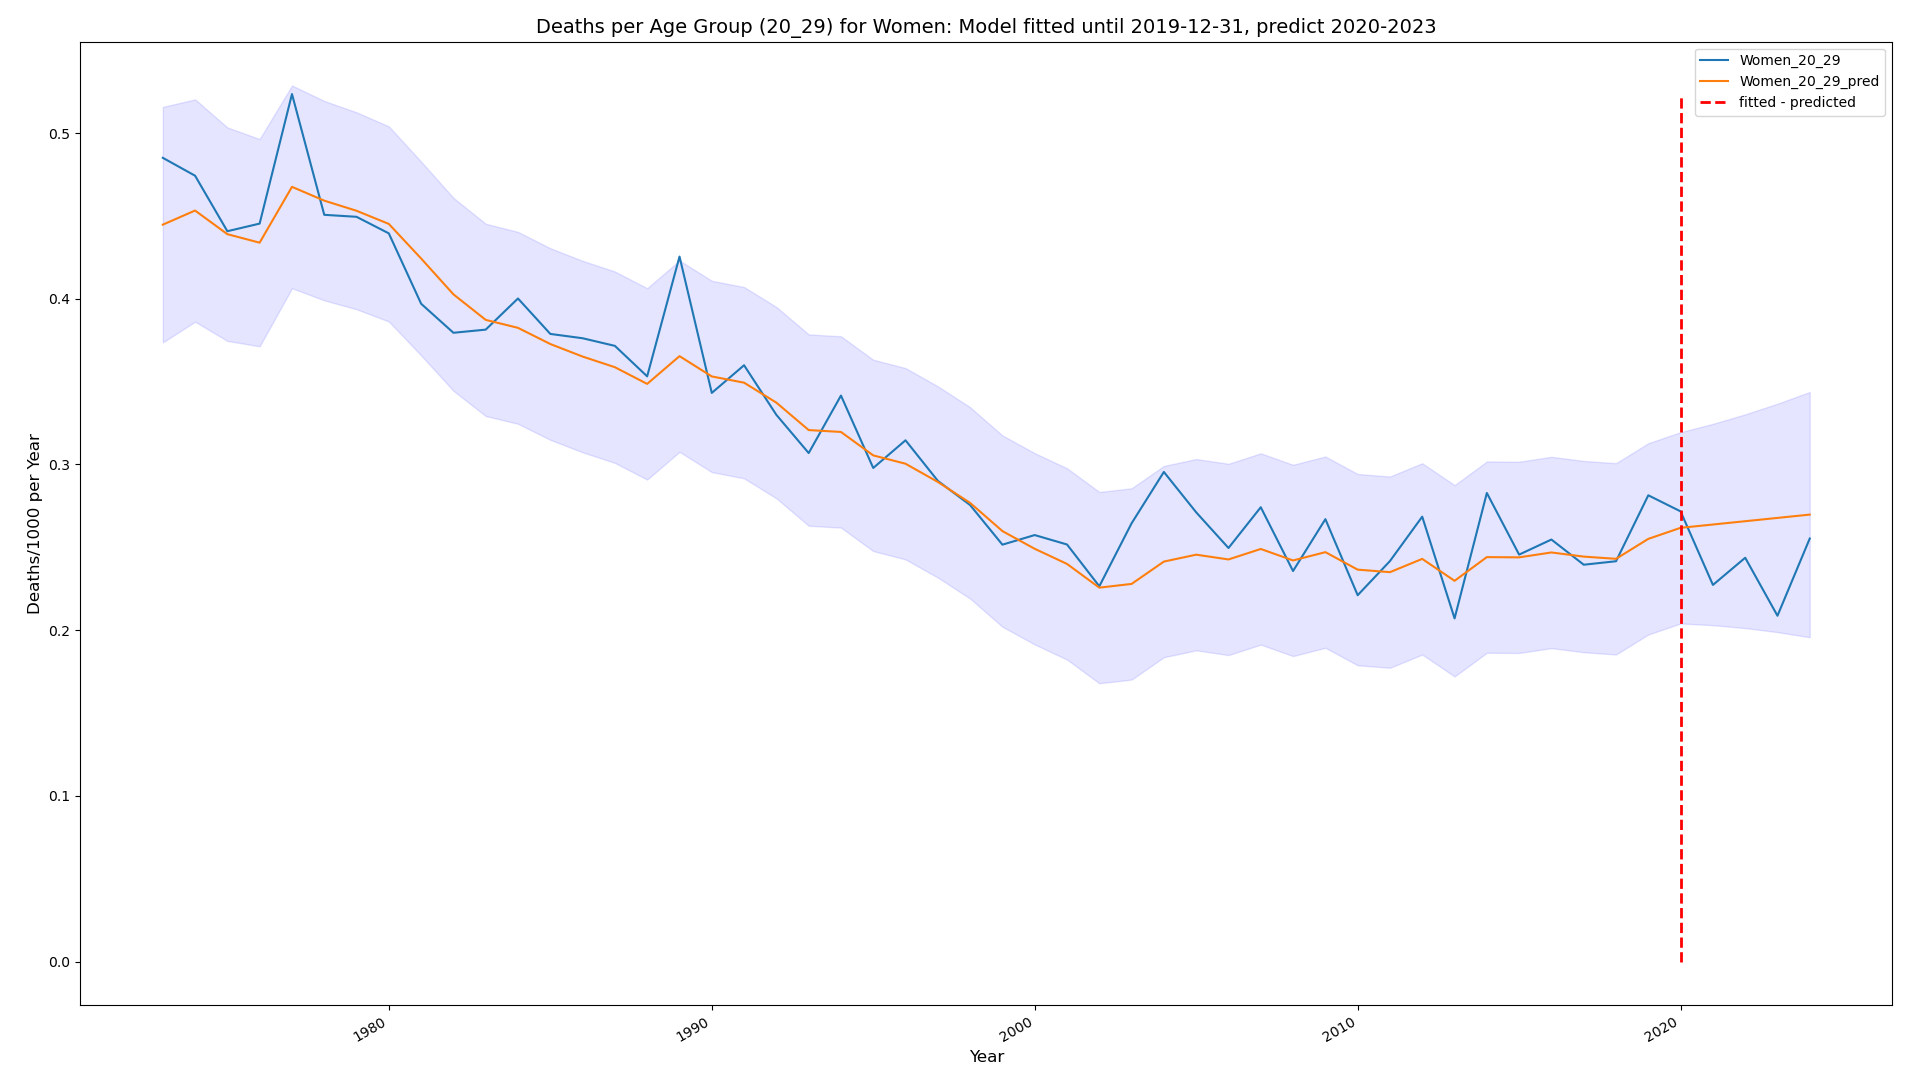 Deaths per Age Group (20_29) for Women: Model fitted until 2019-12-31, predict 2020-2023
Women_20_29
Women_20_29_pred
fitted - predicted
Deaths/1000 per Year
0.5
0.4
0.3
0.2
0.1
0.0
1980
1990
2000
2010
2020
Year